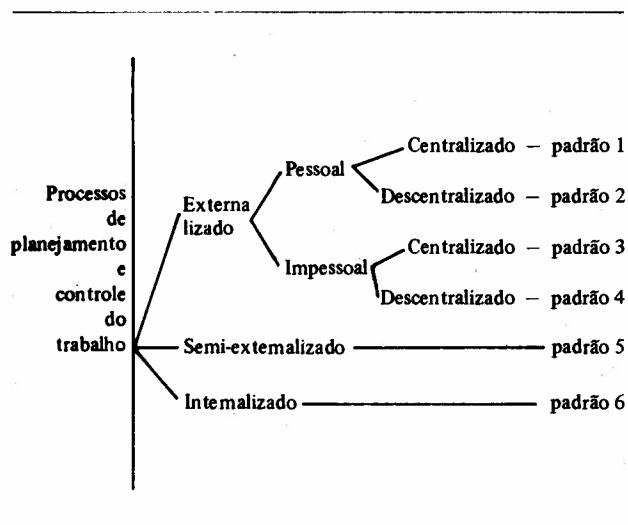 Processos
de
planejamento
e
controle
do
trabalho
Externa
lizado
Pessoal
Centralizado — padrão 1
Descentralizado — padrão 2
Impessoal
Centralizado — padrão 3
Descentralizado — padrão 4
Semi-externalizado padrão 5
Internalizado padrão 6